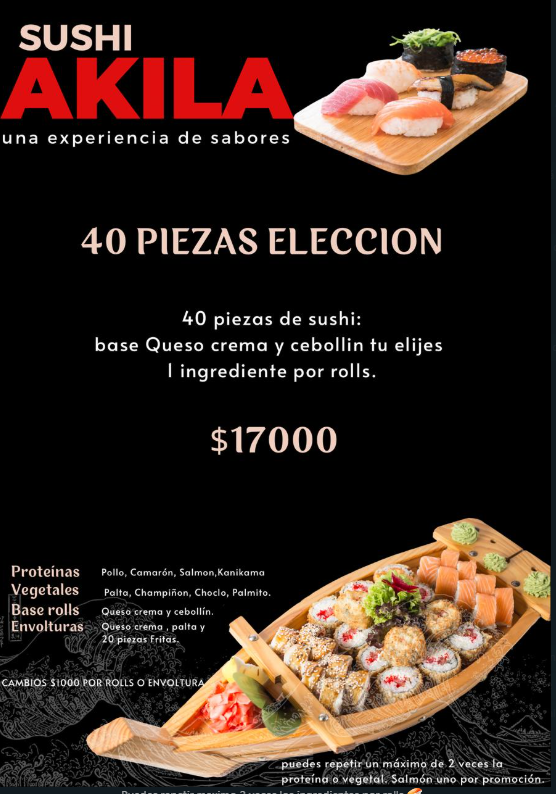 SUSHI
AKILA
una experiencia de sabores
40 PIEZAS ELECCION
40 piezas de sushi:
base Queso crema y cebollin tu elijes
1 ingrediente por rolls.
$17000
Proteínas Pollo, Camarón, Salmon,Kanikama
Vegetales Palta, Champiñon, Choclo, Palmito.
Base rolls Queso crema y cebollín.
Envolturas Queso crema , palta y
20 piezas Fritas.
CAMBIOS $1000 POR ROLLS O ENVOLTURA
puedes repetir un máximo de 2 veces la
proteína o vegetal. Salmón uno por promoción.